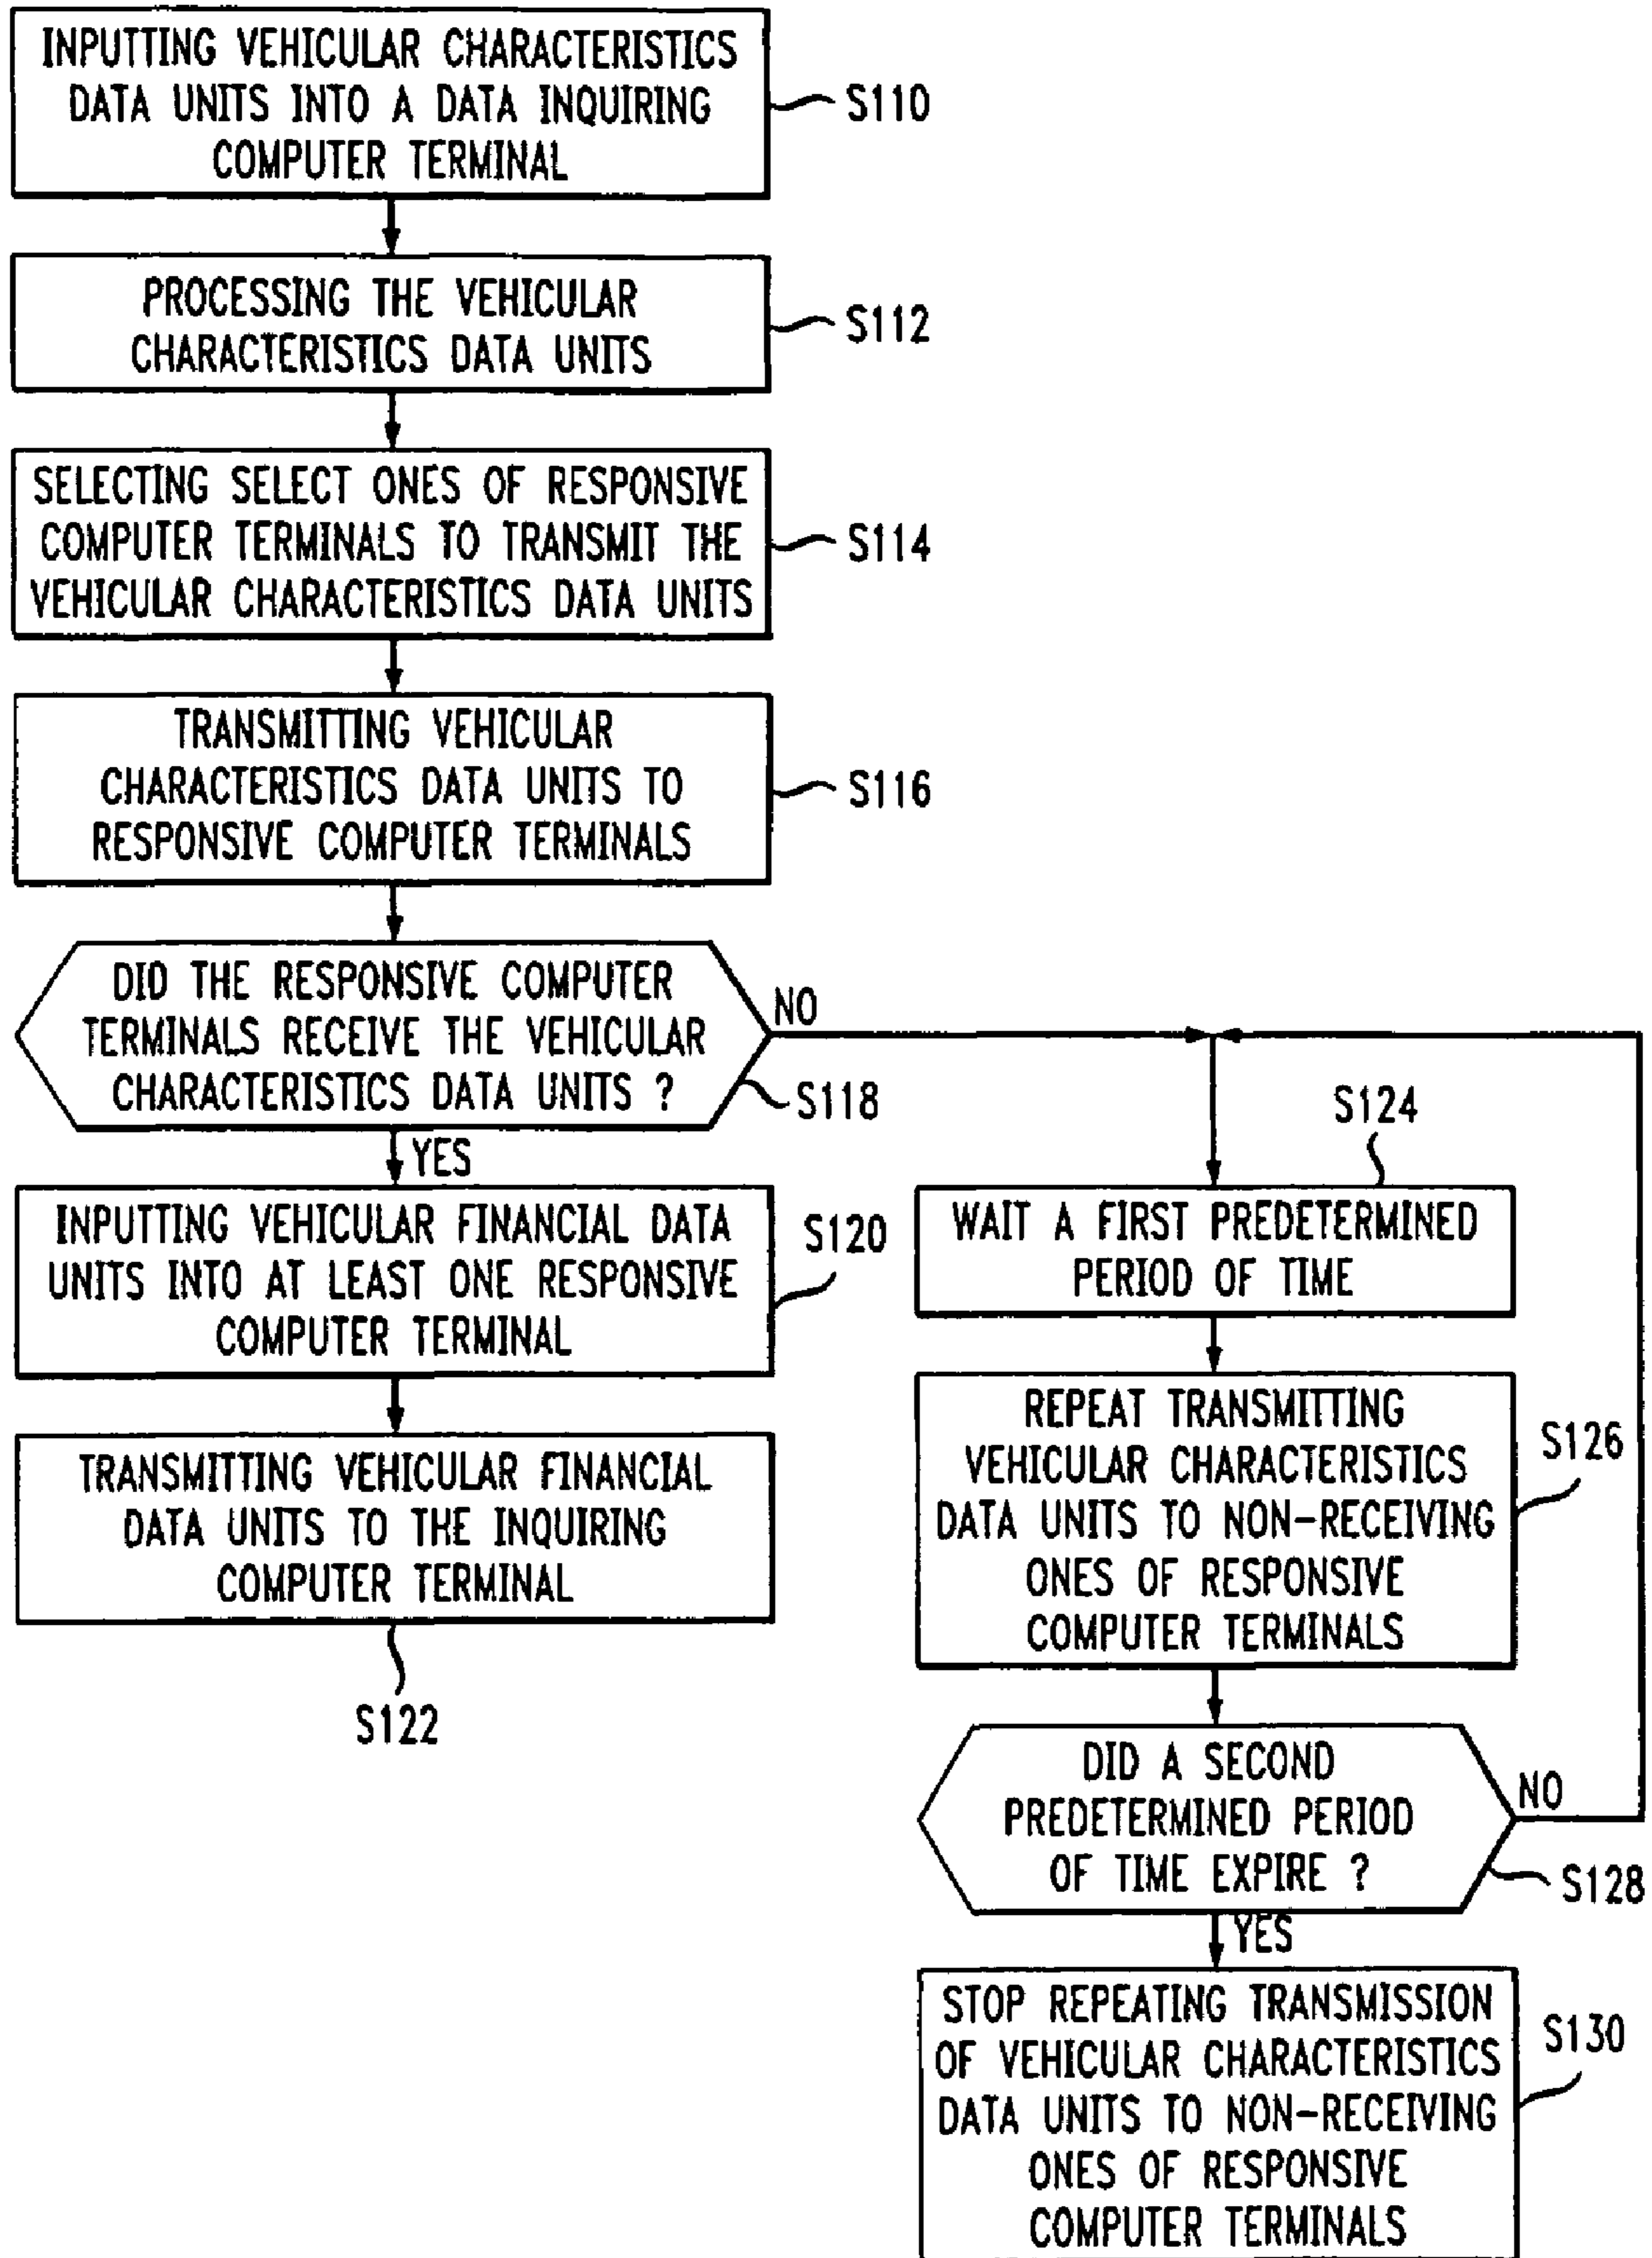 INPUTTING VEHICULAR CHARACTERISTICS
DATA UNITS INTO A DATA INQUIRING
COMPUTER TERMINAL
S110
PROCESSING THE VEHICULAR
CHARACTERISTICS DATA UNITS
S112
SELECTING SELECT ONES OF RESPONSIVE
COMPUTER TERMINALS TO TRANSMIT THE
VEHICULAR CHARACTERISTICS DATA UNITS
S114
TRANSMITTING VEHICULAR
CHARACTERISTICS DATA UNITS TO
RESPONSIVE COMPUTER TERMINALS
S116
DID THE RESPONSIVE COMPUTER
TERMINALS RECEIVE THE VEHICULAR
CHARACTERISTICS DATA UNITS ?
NO
S118
YES
INPUTTING VEHICULAR FINANCIAL DATA
UNITS INTO AT LEAST ONE RESPONSIVE
COMPUTER TERMINAL
S120
TRANSMITTING VEHICULAR FINANCIAL
DATA UNITS TO THE INQUIRING
COMPUTER TERMINAL
S122
S124
WAIT A FIRST PREDETERMINED
PERIOD OF TIME
REPEAT TRANSMITTING
VEHICULAR CHARACTERISTICS
DATA UNITS TO NON-RECEIVING
ONES OF RESPONSIVE
COMPUTER TERMINALS
S126
DID A SECOND
PREDETERMINED PERIOD
OF TIME EXPIRE ?
NO
S128
YES
STOP REPEATING TRANSMISSION
OF VEHICULAR CHARACTERISTICS
DATA UNITS TO NON-RECEIVING
ONES OF RESPONSIVE
COMPUTER TERMINALS
S130